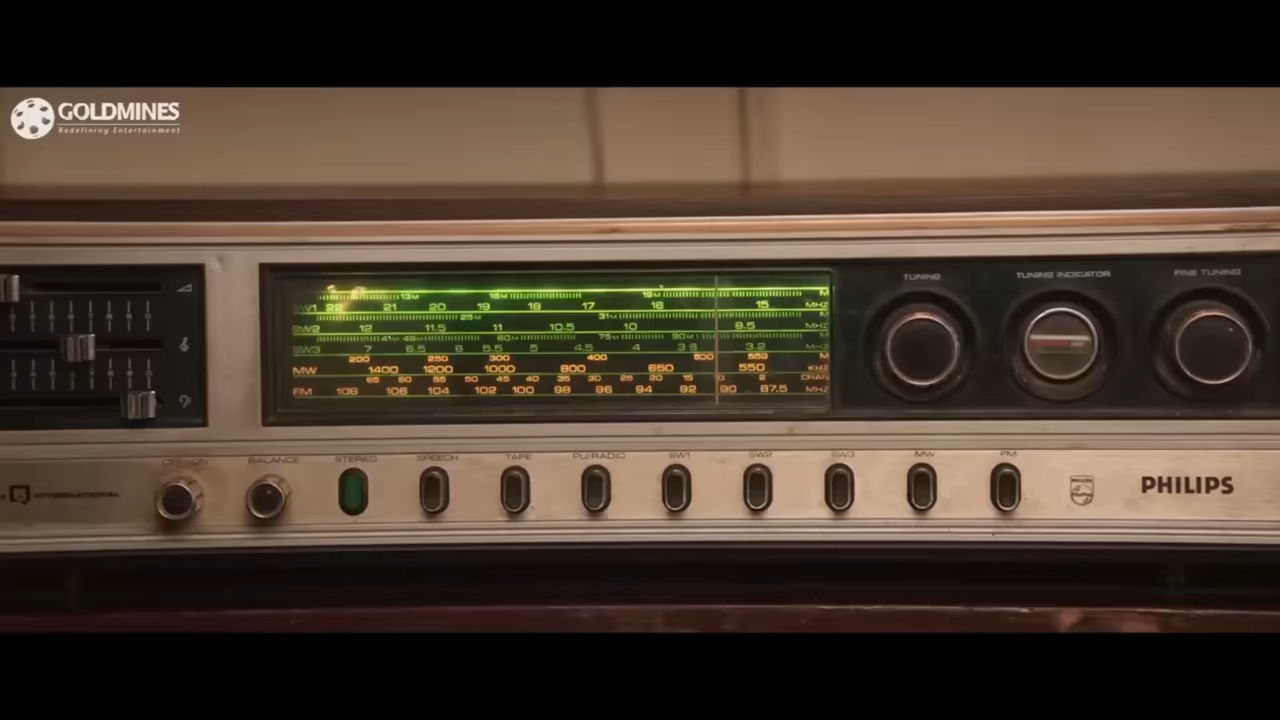 GOLDMINES
Redefining Entertainment
TUNING
TUNING INDICATOR
FINE TUNING
13M 16M 19M M
SW1 22 21 20 19 18 17 16 15 MHZ
25M 31M M
SW2 12 11.5 11 10.5 10 9.5 MHZ
41M 49M 60M 75M 90M M
SW3 7 6.5 6 5.5 5 4.5 4 3.6 3.2 MHZ
200 250 300 400 500 550 M
MW 1400 1200 1000 800 650 550 KHZ
65 60 55 50 45 40 35 30 25 20 15 10 2
FM 108 106 104 102 100 98 96 94 92 90 87.5 MHZ
BALANCE
STEREO
SPEECH
TAPE
PU/RADIO
SW1
SW2
SW3
MW
FM
INTERNATIONAL
PHILIPS
PHILIPS